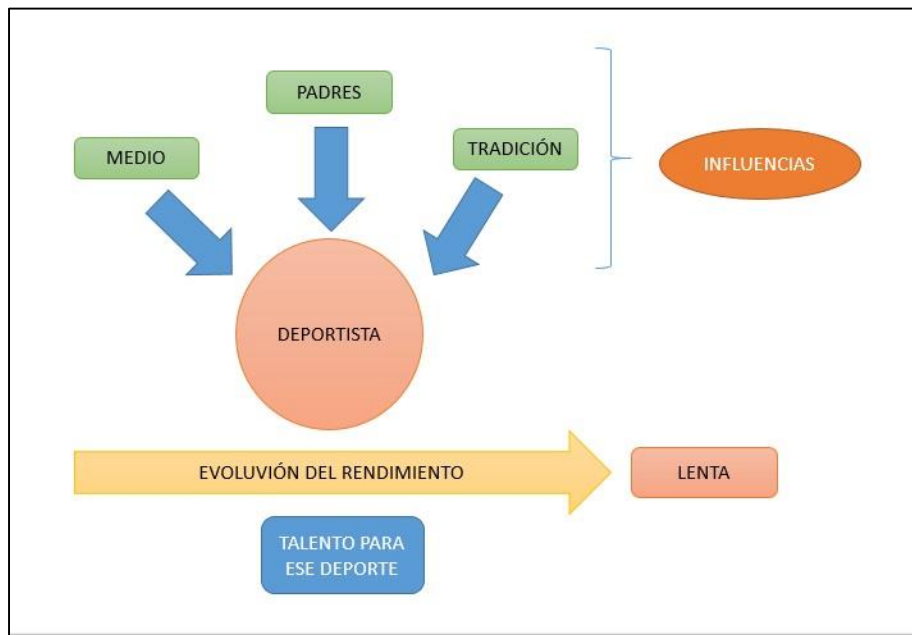 PADRES
MEDIO
TRADICIÓN
INFLUENCIAS
DEPORTISTA
EVOLUVIÓN DEL RENDIMIENTO
LENTA
TALENTO PARA
ESE DEPORTE